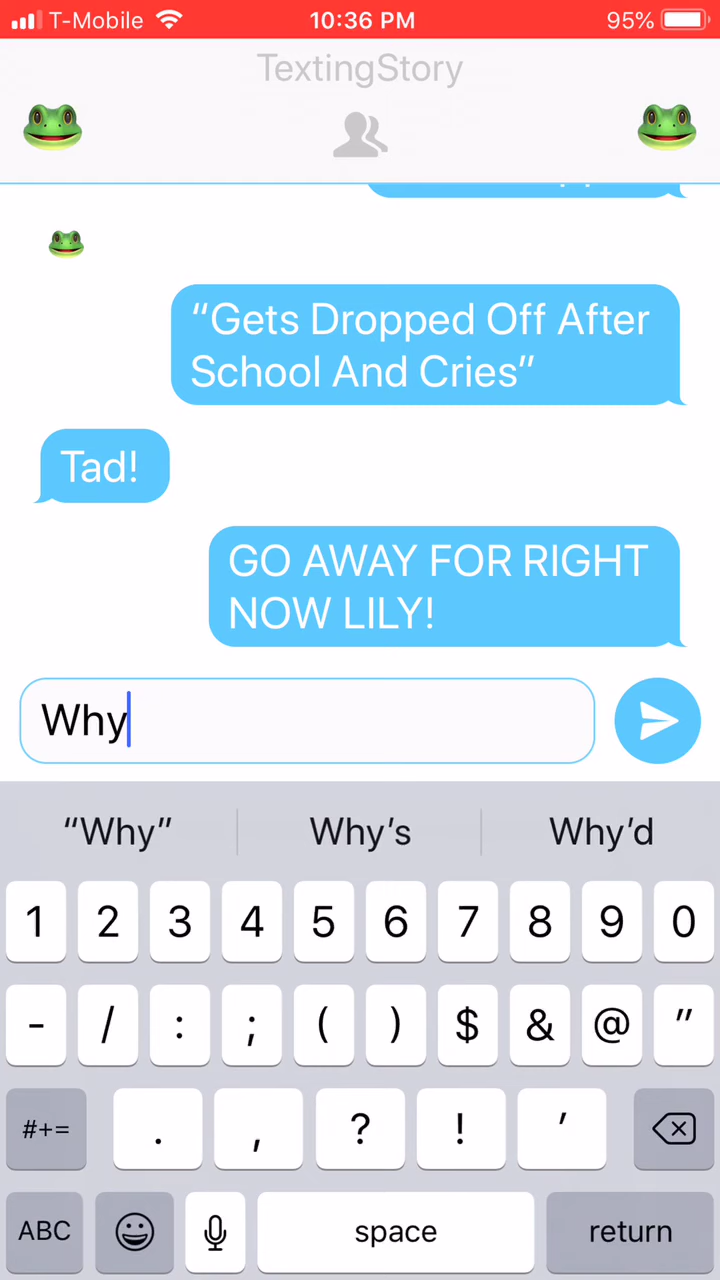 T-Mobile 10:36 PM 95%
TextingStory
“Gets Dropped Off After
School And Cries”
Tad!
GO AWAY FOR RIGHT
NOW LILY!
Why
“Why” Why’s Why’d
1 2 3 4 5 6 7 8 9 0
- / : ; ( ) $ & @ "
#+= . , ? ! '
ABC space return